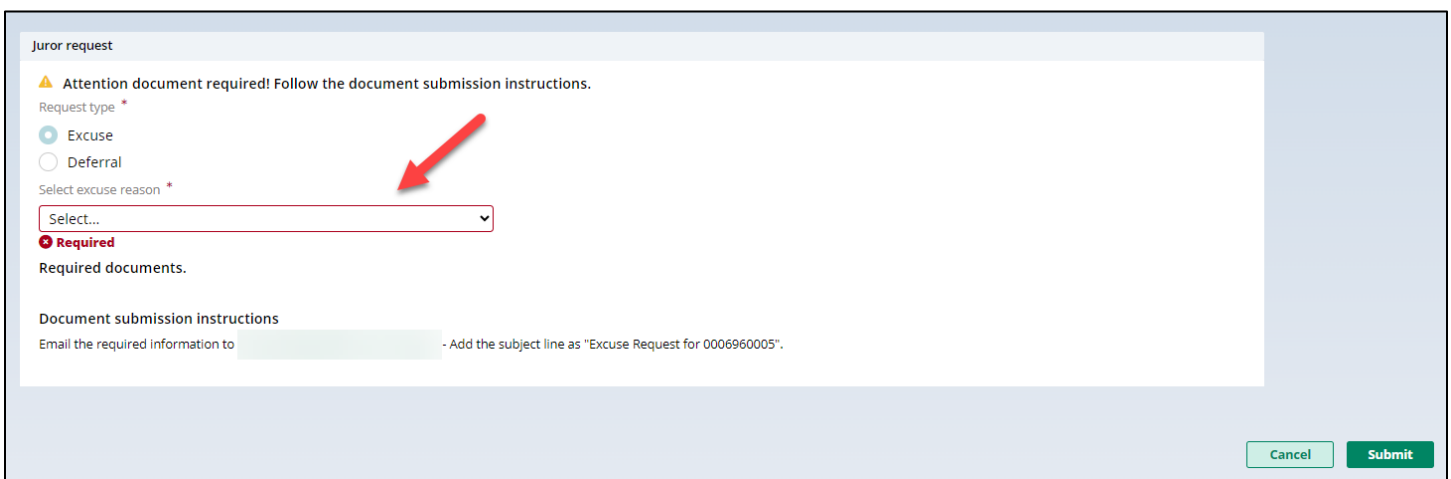 Juror request
Attention document required! Follow the document submission instructions.
Request type *
Excuse
Deferral
Select excuse reason *
Select...
Required
Required documents.
Document submission instructions
Email the required information to - Add the subject line as "Excuse Request for 0006960005".
Cancel Submit